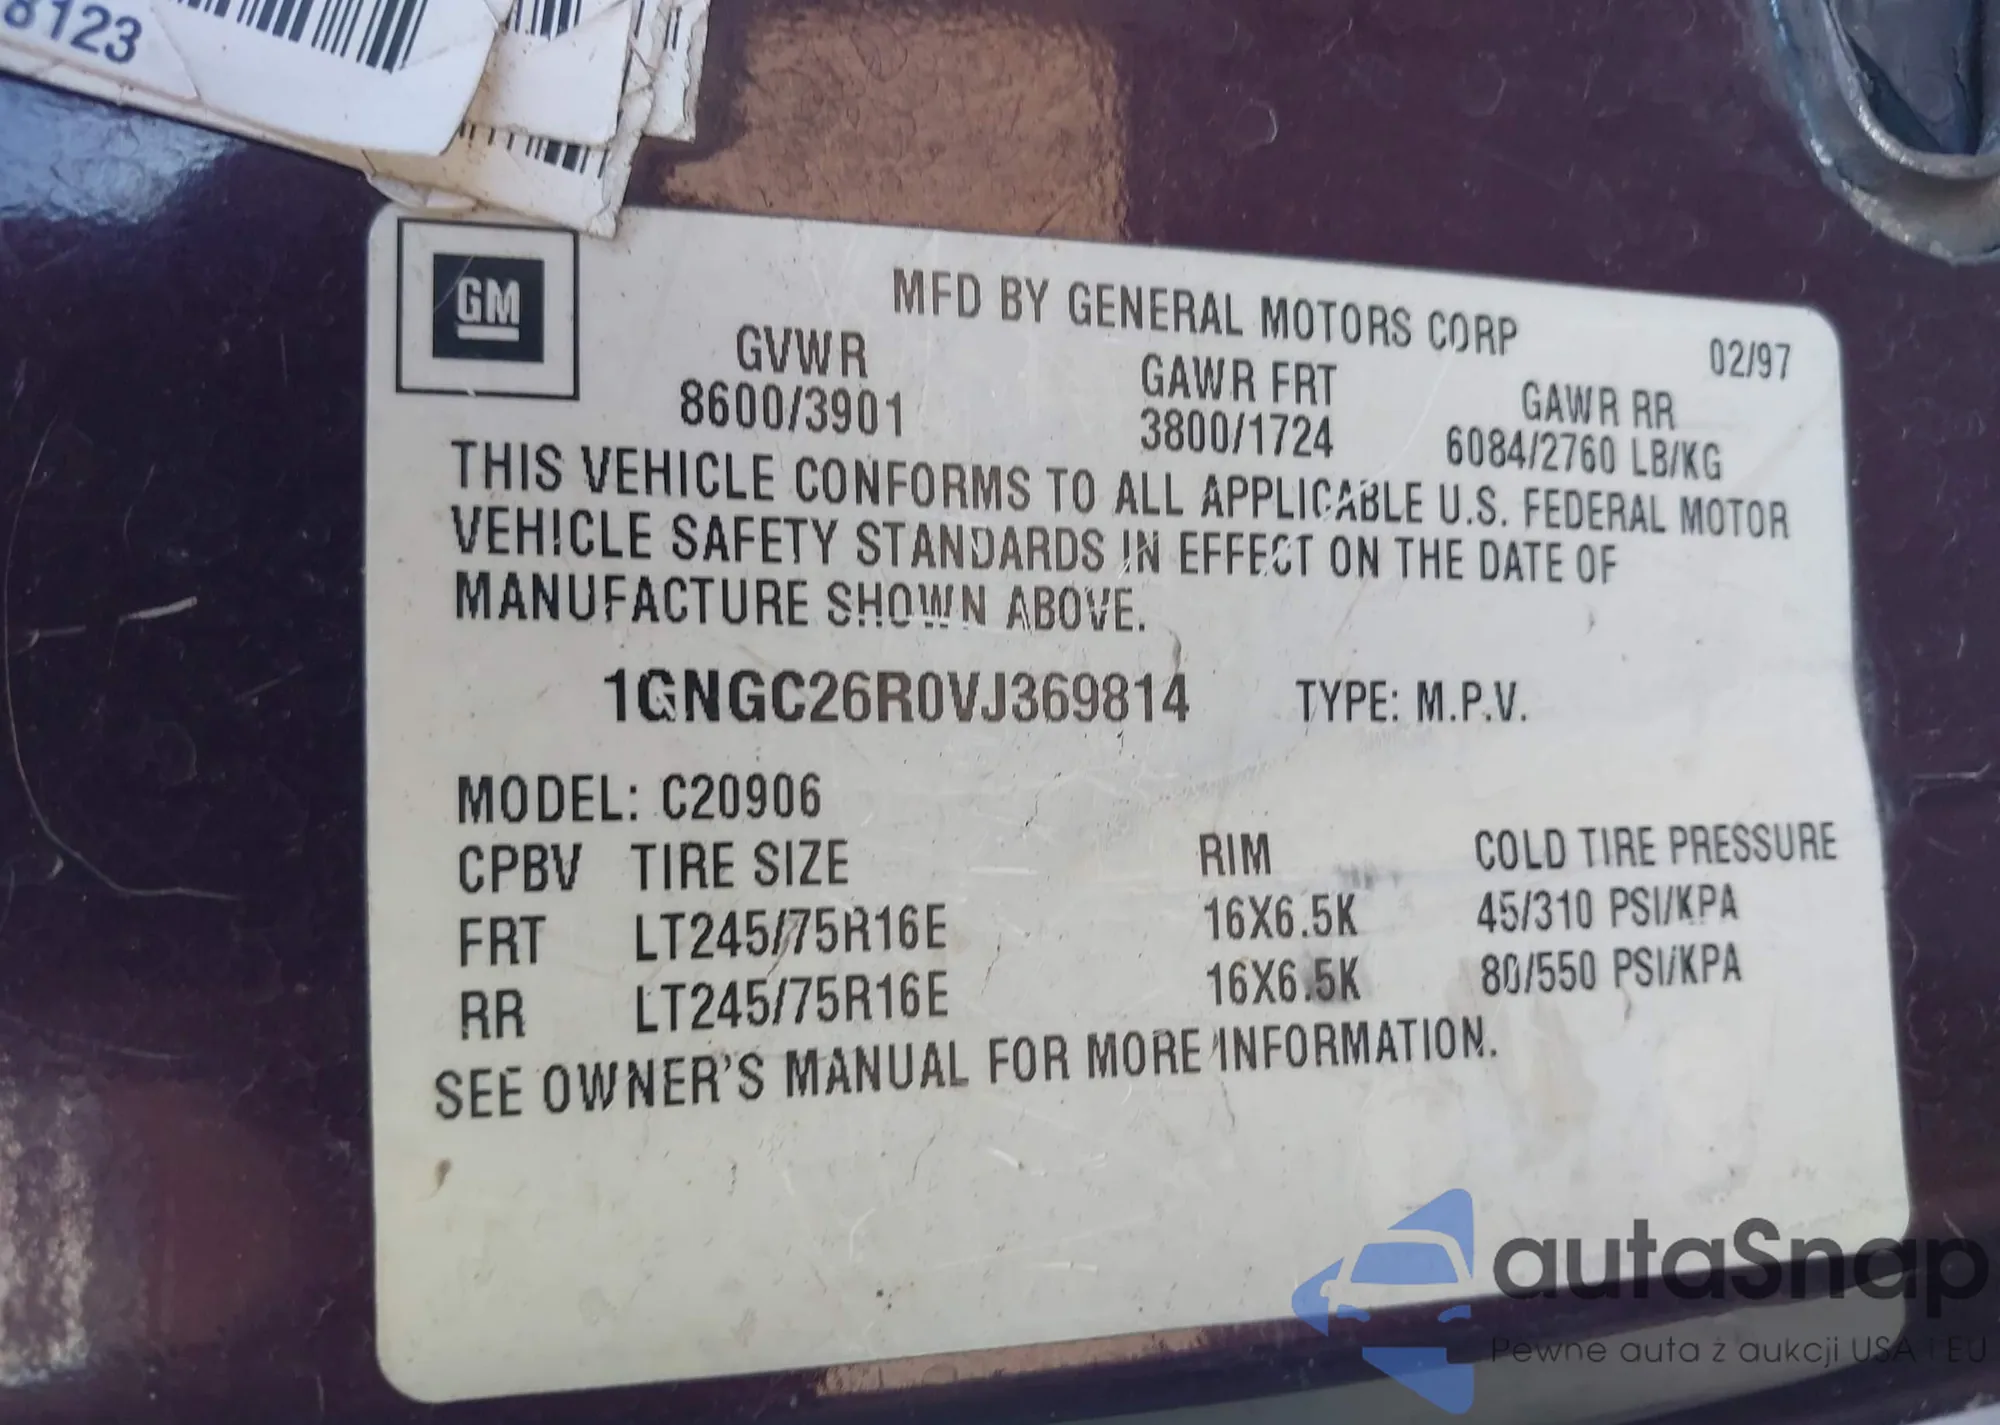 8123
GM
MFD BY GENERAL MOTORS CORP
02/97
GVWR GAWR FRT GAWR RR
8600/3901 3800/1724 6084/2760 LB/KG
THIS VEHICLE CONFORMS TO ALL APPLICABLE U.S. FEDERAL MOTOR
VEHICLE SAFETY STANDARDS IN EFFECT ON THE DATE OF
MANUFACTURE SHOWN ABOVE.
1GNGC26R0VJ369814 TYPE: M.P.V.
MODEL: C20906
CPBV TIRE SIZE RIM COLD TIRE PRESSURE
FRT LT245/75R16E 16X6.5K 45/310 PSI/KPA
RR LT245/75R16E 16X6.5K 80/550 PSI/KPA
SEE OWNER'S MANUAL FOR MORE INFORMATION.
autaSnap
Pewne auta z aukcji USA i EU